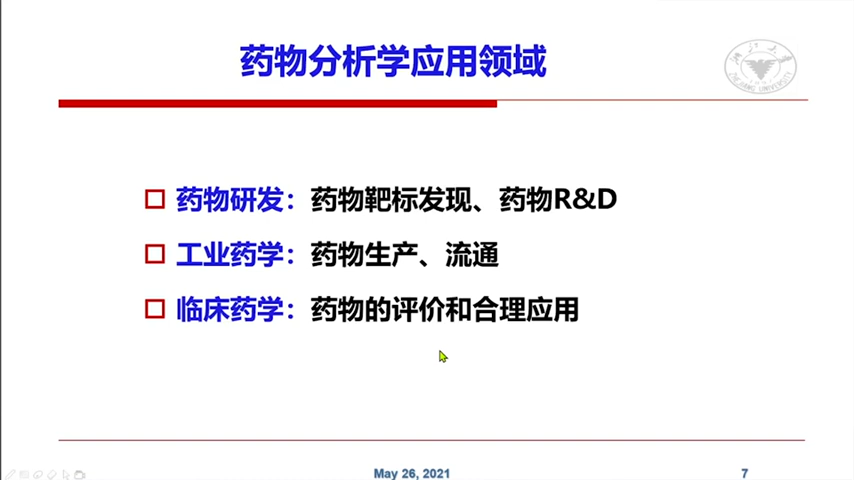 药物分析学应用领域
ZHEJIANG UNIVERSITY
药物研发：药物靶标发现、药物R&D
工业药学：药物生产、流通
临床药学：药物的评价和合理应用
May 26, 2021
7